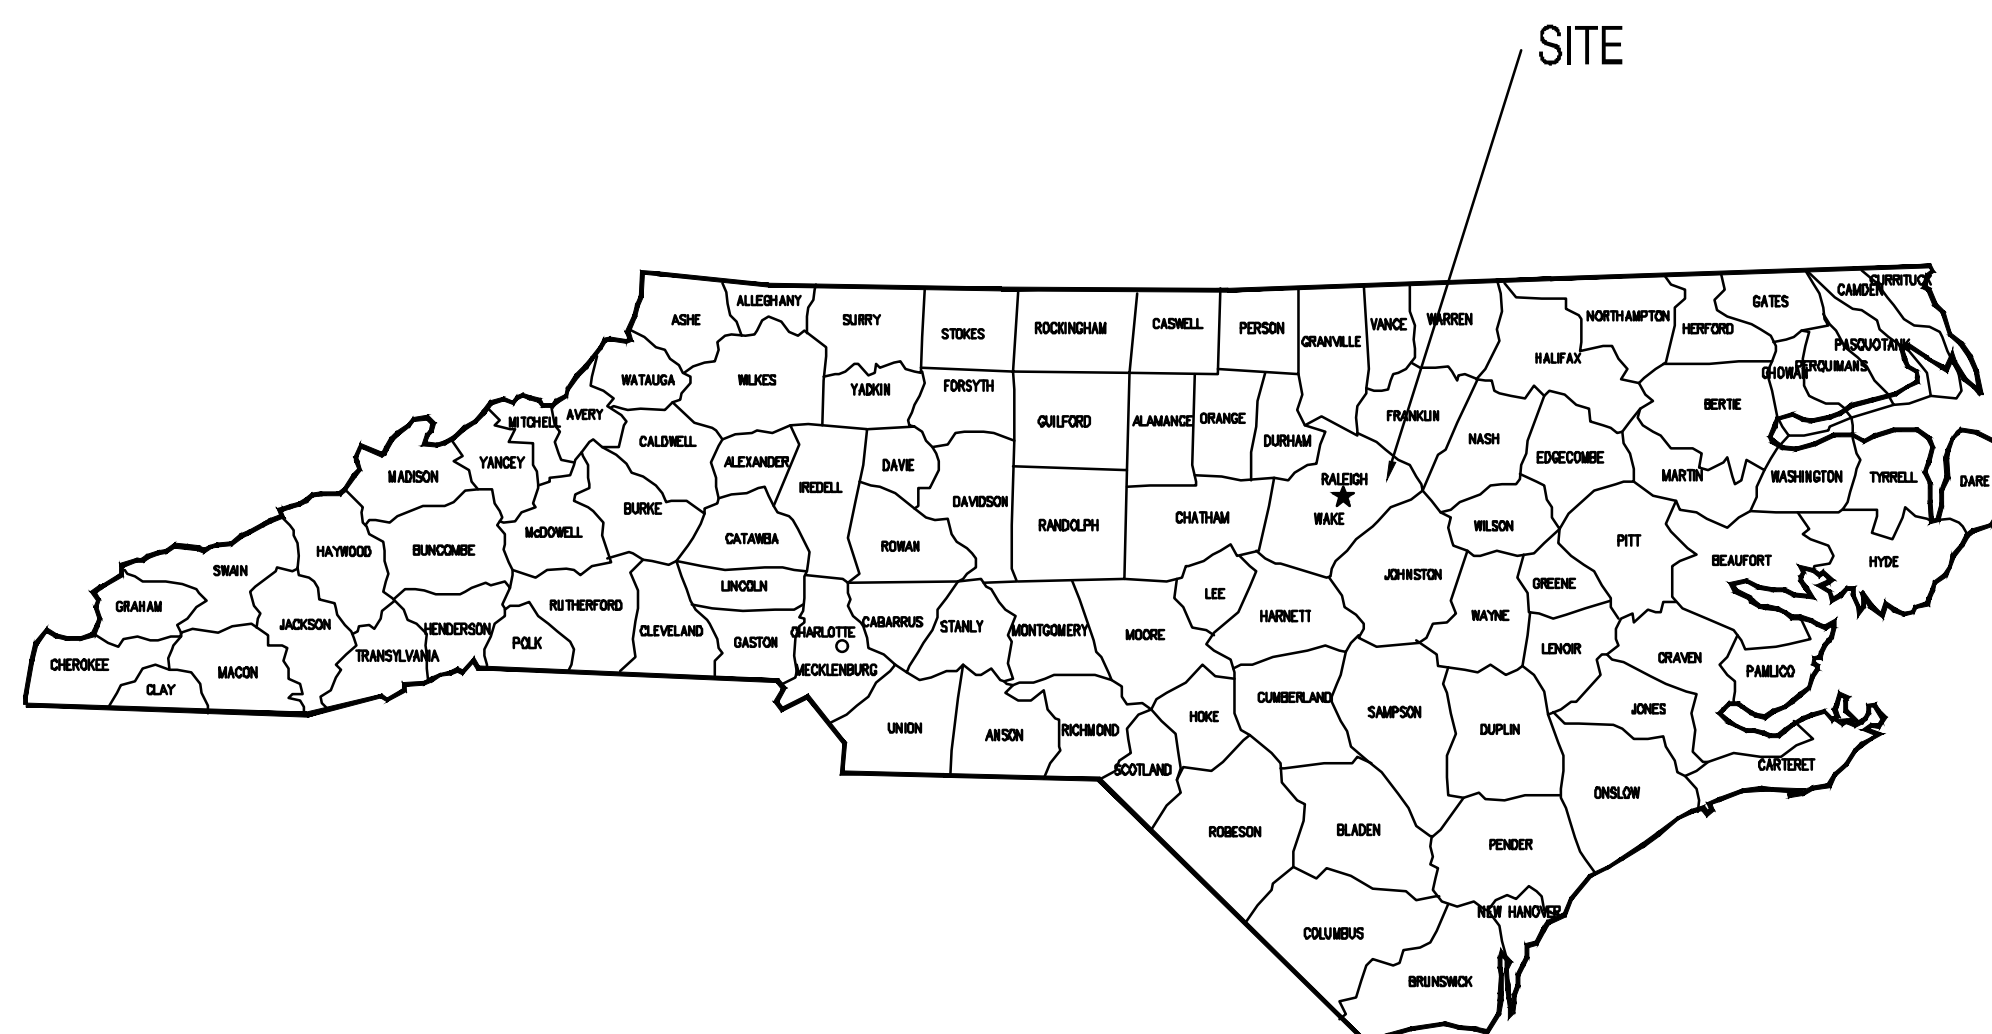 SITE
ALLEGHANY
ASHE
SURRY
STOKES
ROCKINGHAM
CASWELL
PERSON
GRANVILLE
VANCE
WARREN
NORTHAMPTON
HERFORD
GATES
CAMDEN
SURRITUCK
HALIFAX
PASQUOTANK
PERQUIMANS
CHOWAN
WATAUGA
WILKES
YADKIN
FORSYTH
GUILFORD
ALAMANCE
ORANGE
DURHAM
FRANKLIN
NASH
EDGECOMBE
BERTIE
MITCHELL
AVERY
CALDWELL
ALEXANDER
IREDELL
DAVIE
DAVIDSON
MADISON
YANCEY
RALEIGH
MARTIN
WASHINGTON
TYRRELL
DARE
BURKE
McDOWELL
CATAWBA
ROWAN
RANDOLPH
CHATHAM
WAKE
WILSON
PITT
BEAUFORT
HYDE
HAYWOOD
BUNCOMBE
SWAIN
LINCOLN
JOHNSTON
GREENE
GRAHAM
JACKSON
RUTHERFORD
LEE
HARNETT
WAYNE
HENDERSON
POLK
CLEVELAND
GASTON
CHARLOTTE
CABARRUS
STANLY
MONTGOMERY
MOORE
LENOIR
CRAVEN
CHEROKEE
CLAY
MACON
TRANSYLVANIA
MECKLENBURG
CUMBERLAND
SAMPSON
PAMLICO
JONES
UNION
ANSON
RICHMOND
HOKE
DUPLIN
SCOTLAND
CARTERET
ONSLOW
ROBESON
BLADEN
PENDER
NEW HANOVER
COLUMBUS
BRUNSWICK